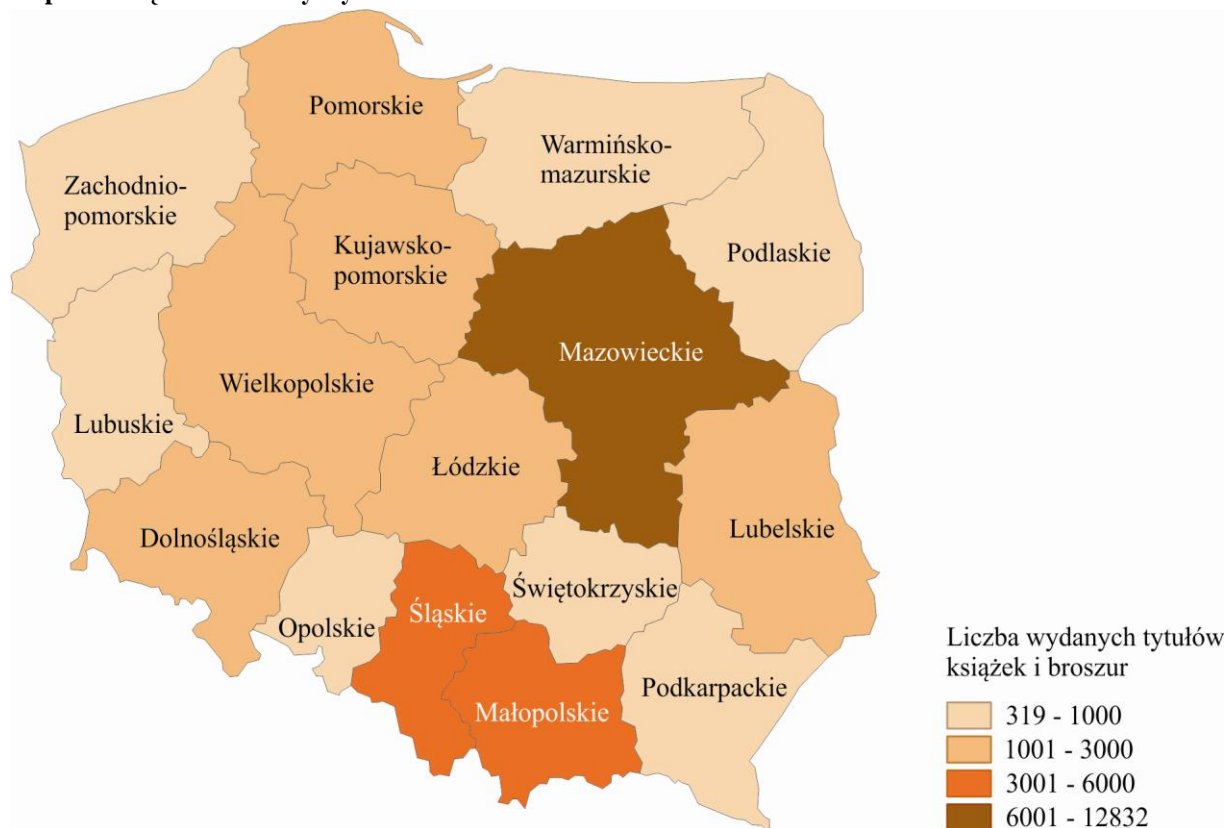 Pomorskie
Warmińsko-
mazurskie
Zachodnio-
pomorskie
Kujawsko-
pomorskie
Podlaskie
Mazowieckie
Wielkopolskie
Lubuskie
Łódzkie
Dolnośląskie
Lubelskie
Świętokrzyskie
Śląskie
Opolskie
Podkarpackie
Małopolskie
Liczba wydanych tytułów
książek i broszur
319 - 1000
1001 - 3000
3001 - 6000
6001 - 12832